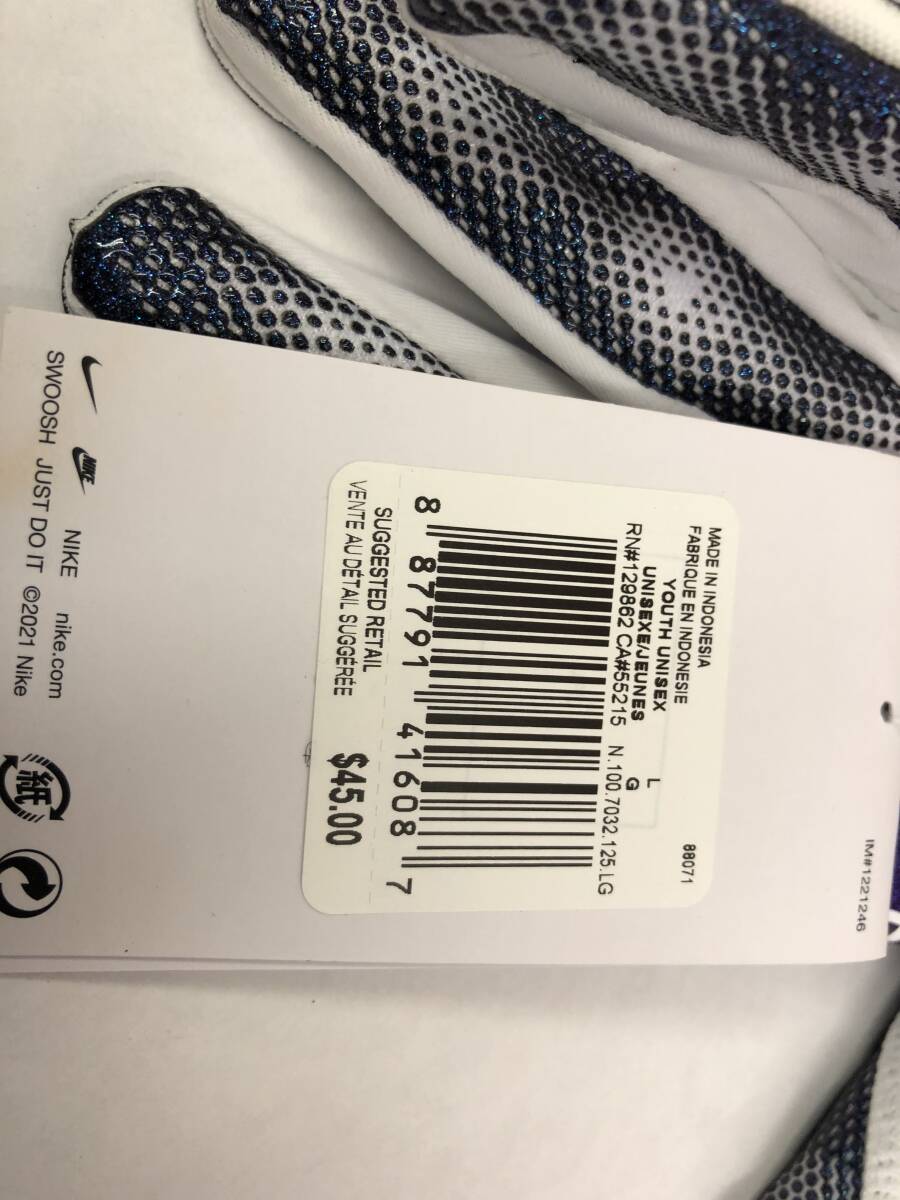 IM#1221246
MADE IN INDONESIA
FABRIQUE EN INDONESIE
88071
YOUTH UNISEX L
UNISEXE/JEUNES G
RN#129862 CA#55215 N.100.7032.125.LG
8 87791 41608 7
SUGGESTED RETAIL
VENTE AU DÉTAIL SUGGÉRÉE
$45.00
NIKE
NIKE nike.com
SWOOSH JUST DO IT ©2021 Nike
紙